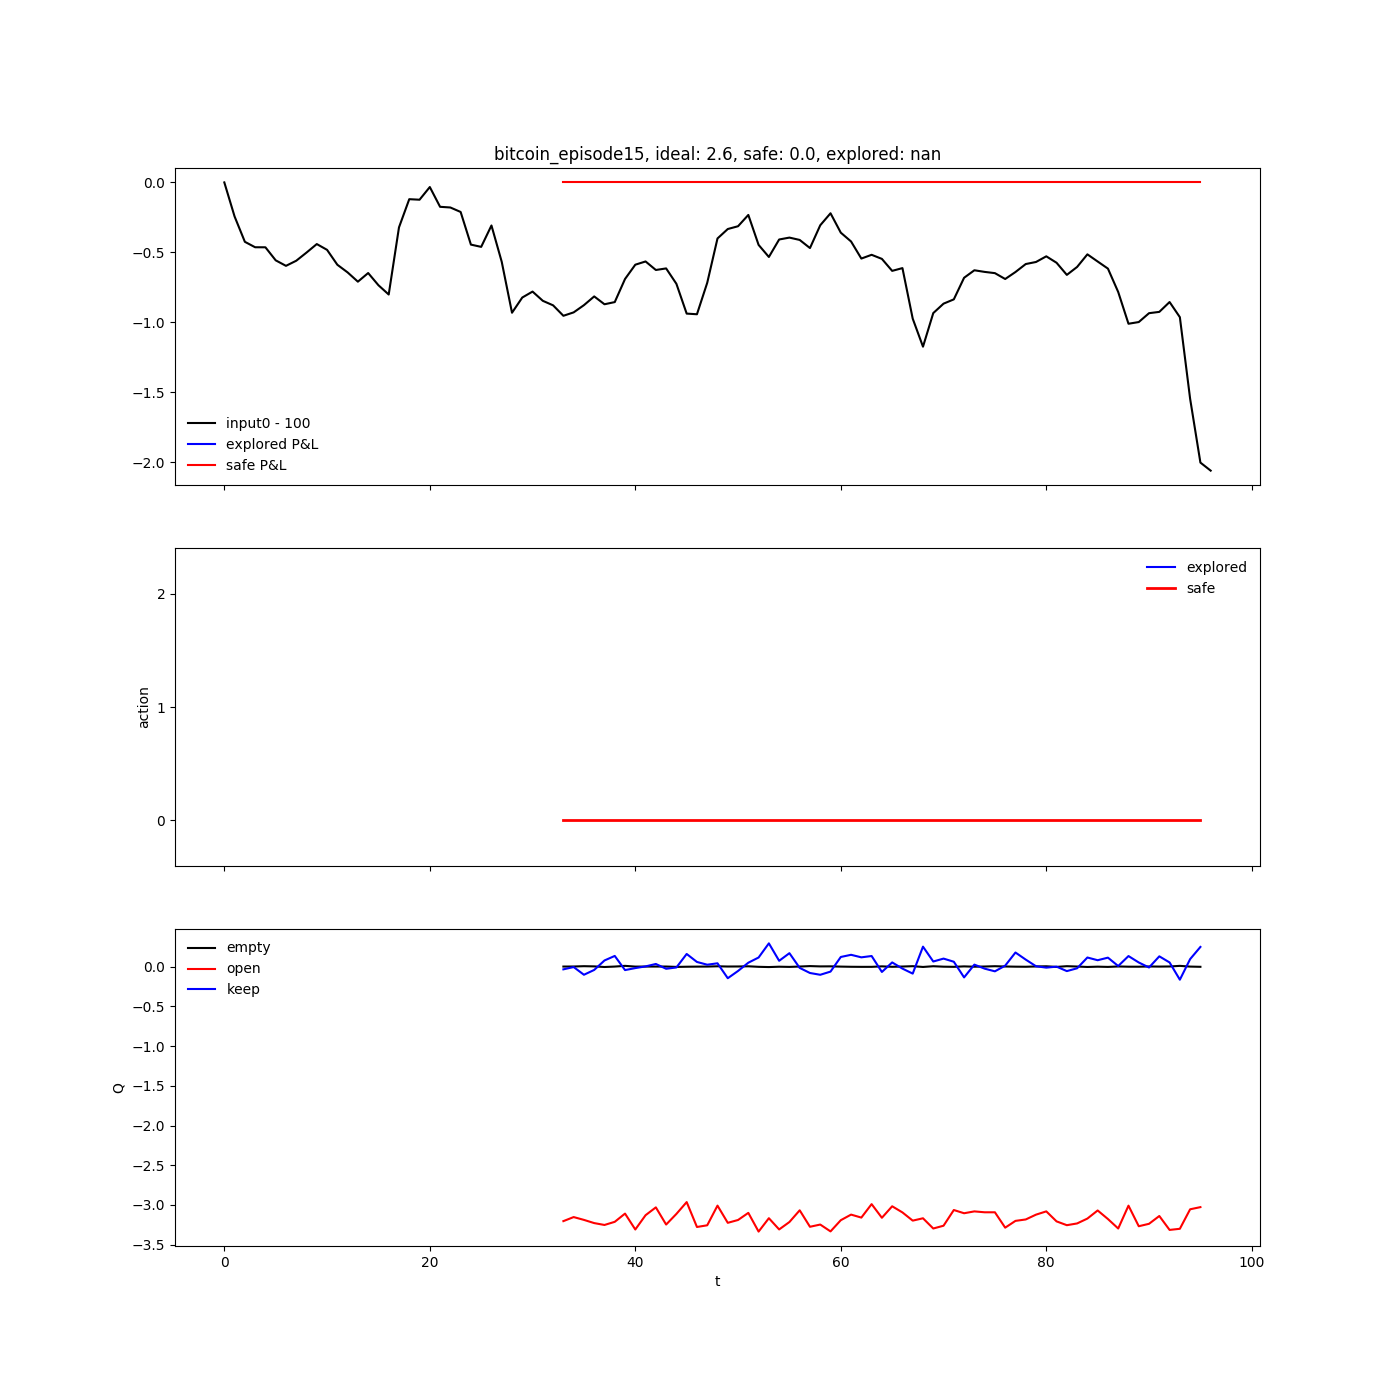 bitcoin_episode15, ideal: 2.6, safe: 0.0, explored: nan
0.0
−0.5
−1.0
−1.5
−2.0
input0 - 100
explored P&L
safe P&L
explored
safe
2
1
0
action
empty
open
keep
0.0
−0.5
−1.0
−1.5
−2.0
−2.5
−3.0
−3.5
Q
0 20 40 60 80 100
t